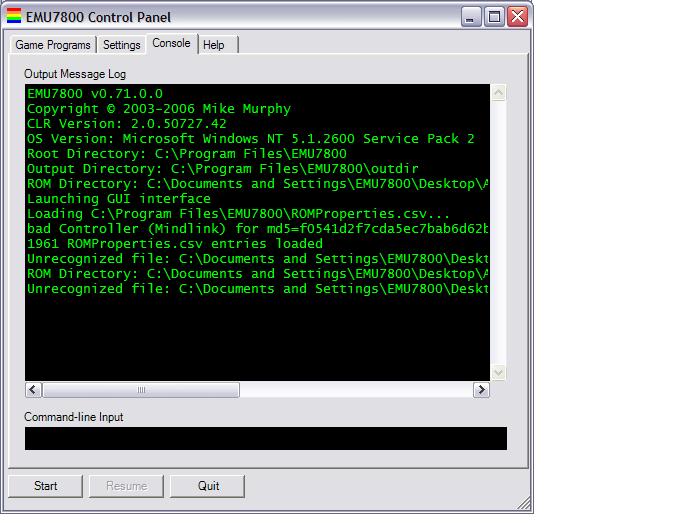 EMU7800 Control Panel
Game Programs Settings Console Help
Output Message Log
EMU7800 v0.71.0.0
Copyright © 2003-2006 Mike Murphy
CLR Version: 2.0.50727.42
OS Version: Microsoft Windows NT 5.1.2600 Service Pack 2
Root Directory: C:\Program Files\EMU7800
Output Directory: C:\Program Files\EMU7800\outdir
ROM Directory: C:\Documents and Settings\EMU7800\Desktop\A
Launching GUI interface
Loading C:\Program Files\EMU7800\ROMProperties.csv...
bad Controller (Mindlink) for md5=f0541d2f7cda5ec7bab6d62b
1961 ROMProperties.csv entries loaded
Unrecognized file: C:\Documents and Settings\EMU7800\Deskt
ROM Directory: C:\Documents and Settings\EMU7800\Desktop\A
Unrecognized file: C:\Documents and Settings\EMU7800\Deskt
Command-line Input
Start Resume Quit